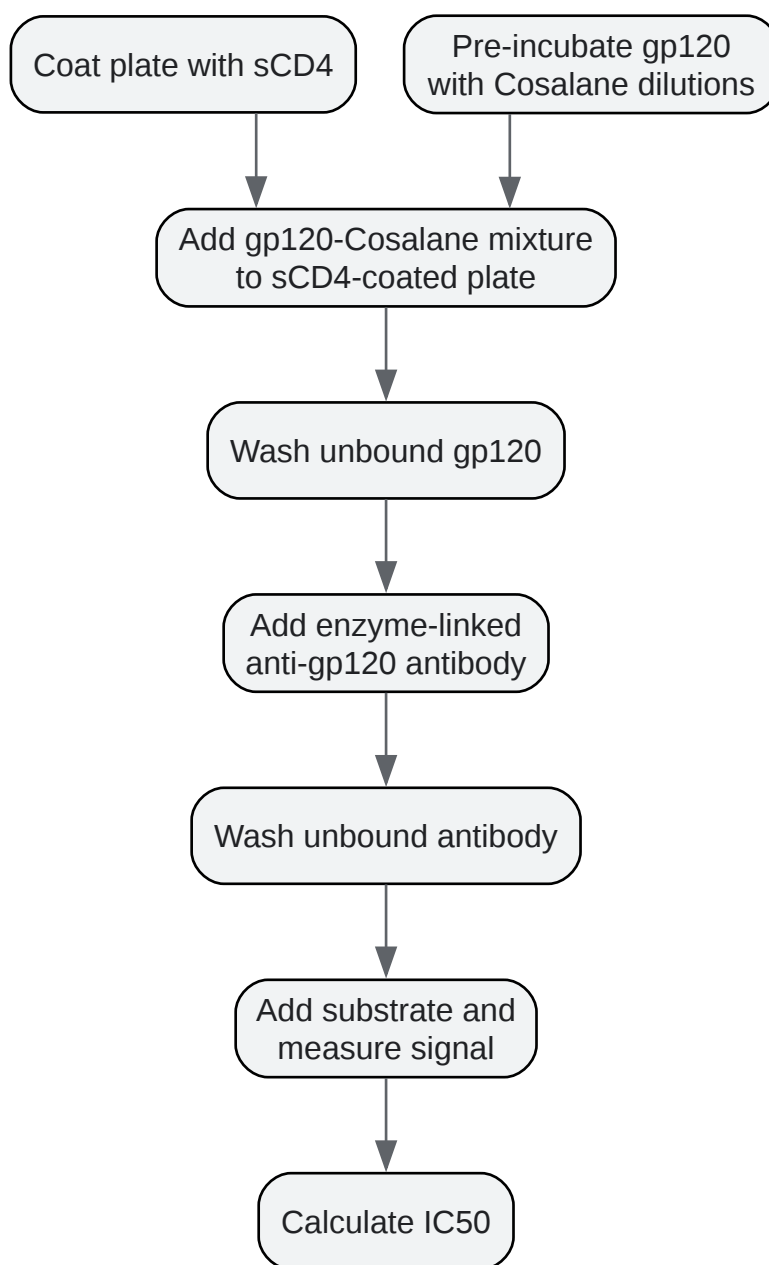 Coat plate with sCD4
Pre-incubate gp120
with Cosalane dilutions
Add gp120-Cosalane mixture
to sCD4-coated plate
Wash unbound gp120
Add enzyme-linked
anti-gp120 antibody
Wash unbound antibody
Add substrate and
measure signal
Calculate IC50